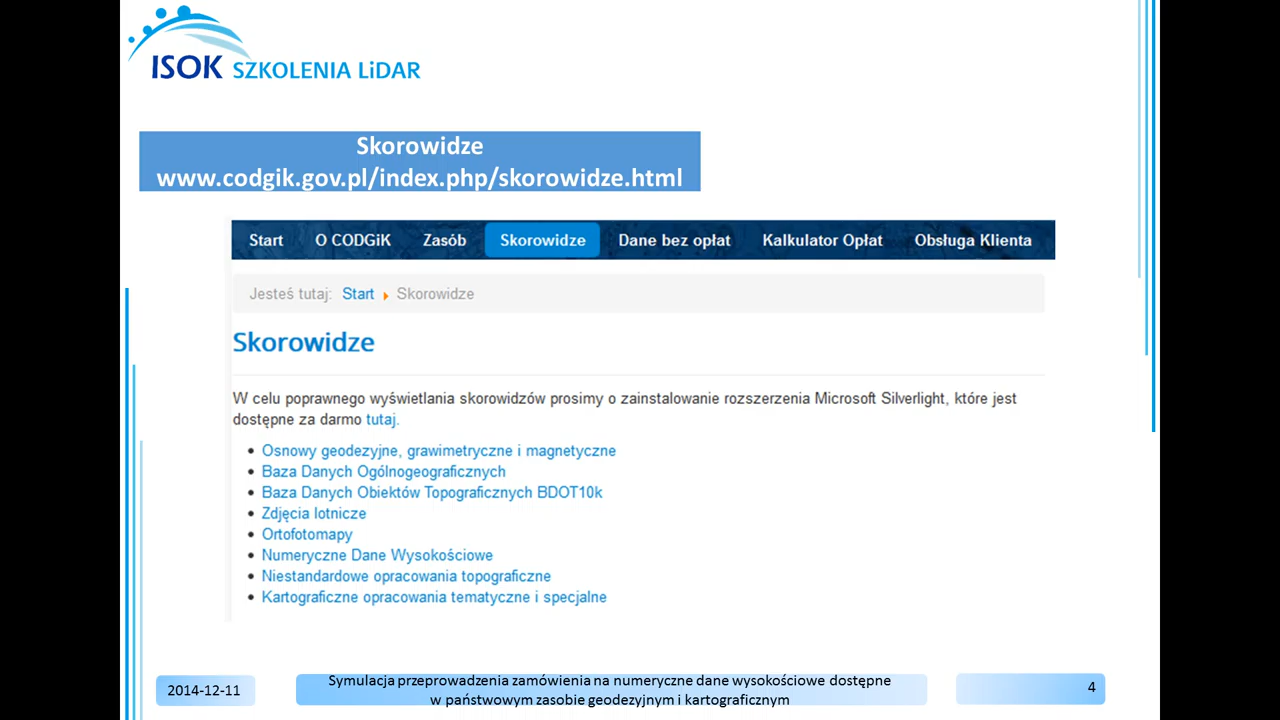 ISOK SZKOLENIA LiDAR
Skorowidze
www.codgik.gov.pl/index.php/skorowidze.html
Start O CODGiK Zasób Skorowidze Dane bez opłat Kalkulator Opłat Obsługa Klienta
Jesteś tutaj: Start Skorowidze
Skorowidze
W celu poprawnego wyświetlania skorowidzów prosimy o zainstalowanie rozszerzenia Microsoft Silverlight, które jest
dostępne za darmo tutaj.
• Osnowy geodezyjne, grawimetryczne i magnetyczne
• Baza Danych Ogólnogeograficznych
• Baza Danych Obiektów Topograficznych BDOT10k
• Zdjęcia lotnicze
• Ortofotomapy
• Numeryczne Dane Wysokościowe
• Niestandardowe opracowania topograficzne
• Kartograficzne opracowania tematyczne i specjalne
2014-12-11
Symulacja przeprowadzenia zamówienia na numeryczne dane wysokościowe dostępne
w państwowym zasobie geodezyjnym i kartograficznym
4